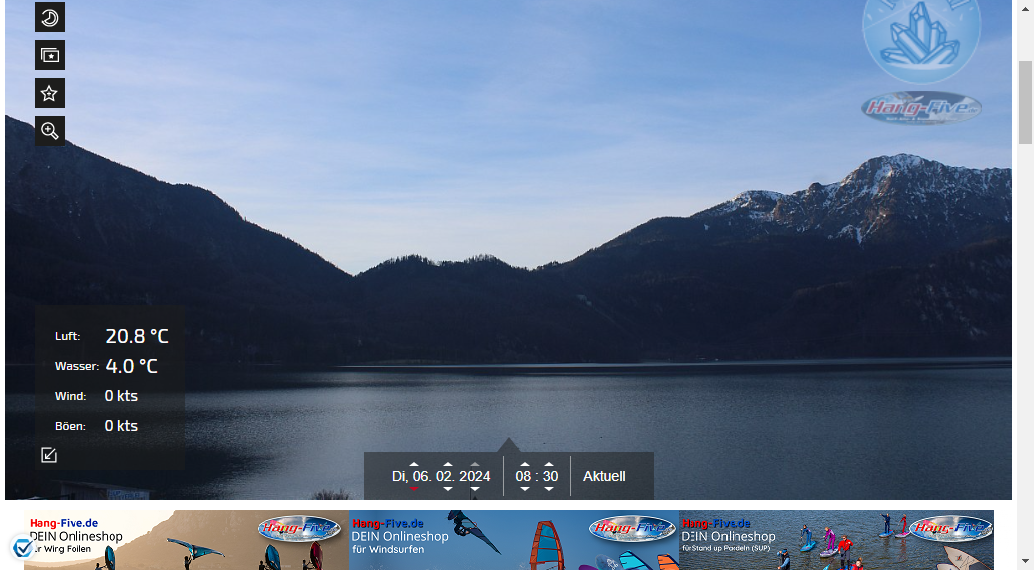 Hang-Five.de
Luft: 20.8 °C
Wasser: 4.0 °C
Wind: 0 kts
Böen: 0 kts
Di, 06. 02. 2024 08 : 30 Aktuell
Hang-Five.de
DEIN Onlineshop
für Wing Foilen
Hang-Five
Hang-Five.de
DEIN Onlineshop
für Windsurfen
Hang-Five
Hang-Five.de
DEIN Onlineshop
für Stand up Paddeln (SUP)
Hang-Five